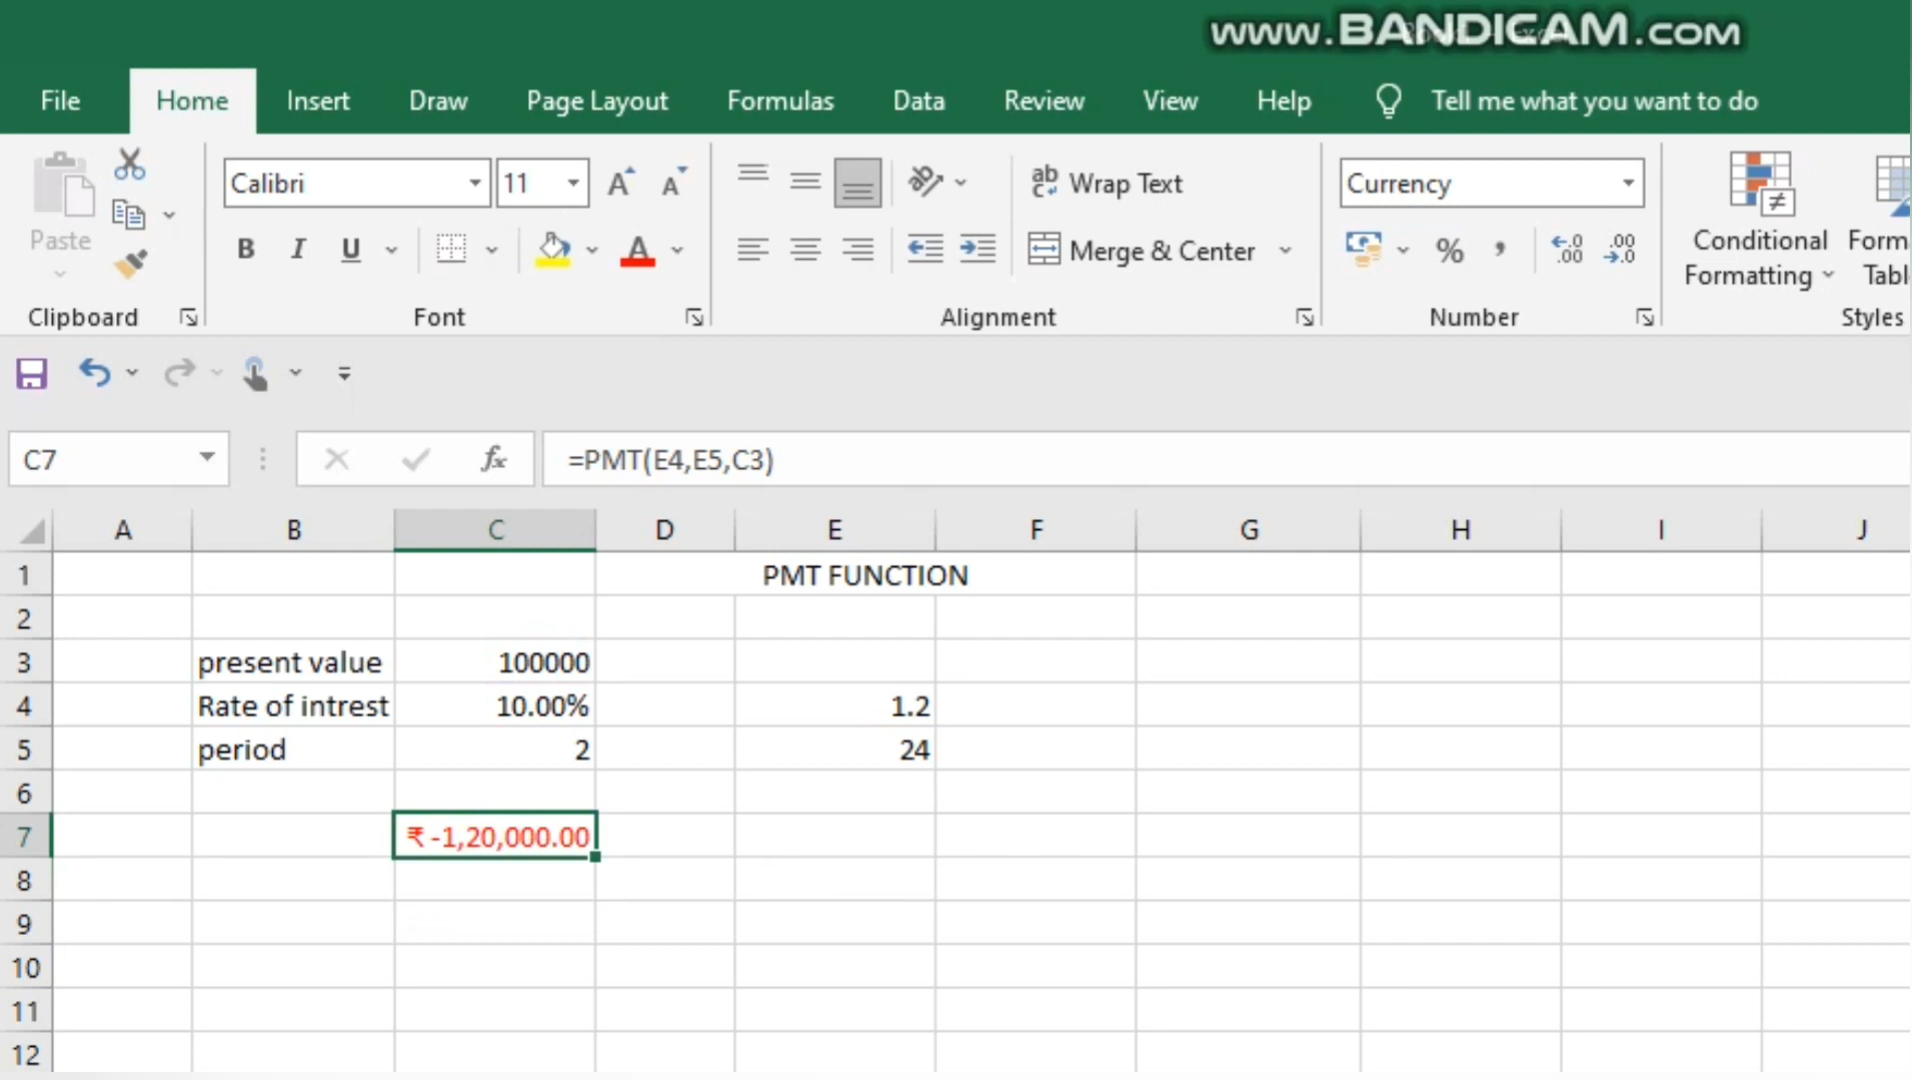 www.BANDICAM.com
File Home Insert Draw Page Layout Formulas Data Review View Help Tell me what you want to do
Calibri 11 ab Wrap Text Currency
Paste B I U A Merge & Center % Conditional Formatting
Clipboard Font Alignment Number Styles
C7 fx =PMT(E4,E5,C3)
A B C D E F G H I J
1 PMT FUNCTION
2
3 present value 100000
4 Rate of intrest 10.00% 1.2
5 period 2 24
6
7 ₹ -1,20,000.00
8
9
10
11
12